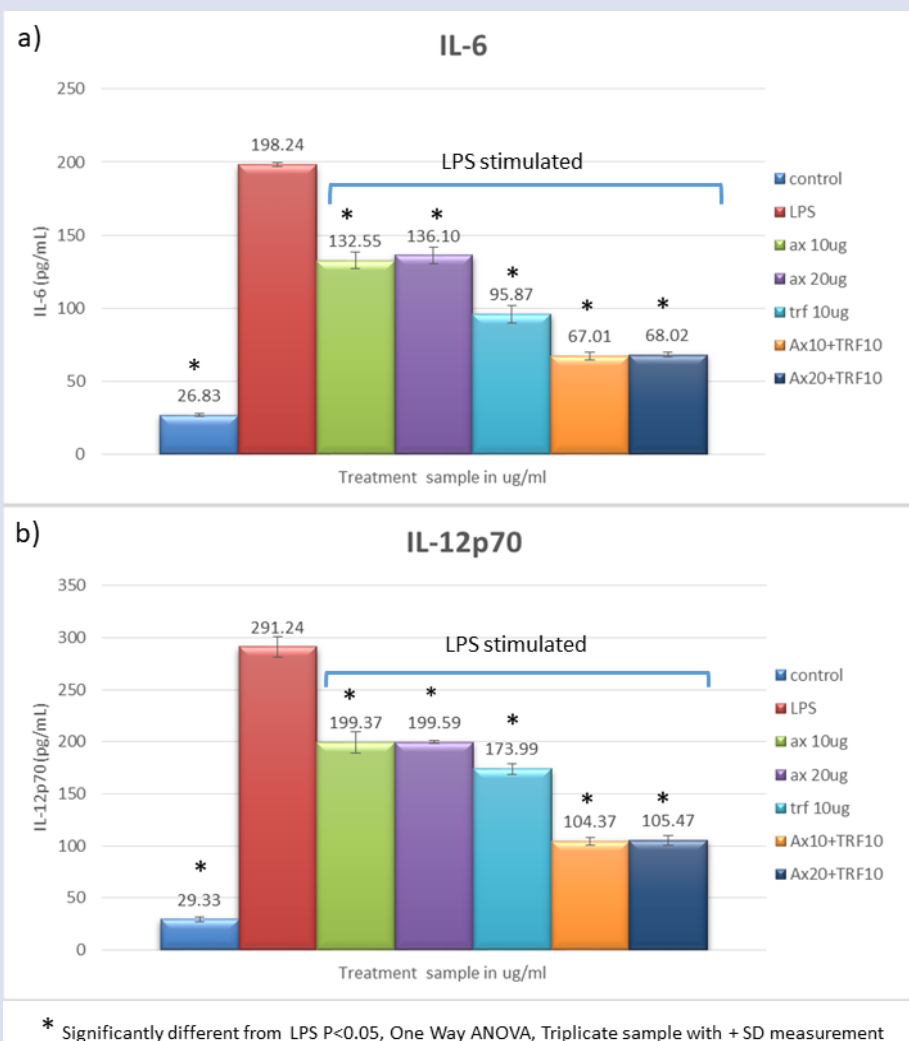 a)
IL-6
250
200
150
100
50
0
IL-6 (pg/mL)
198.24
LPS stimulated
*
*
132.55
136.10
*
95.87
*
*
67.01
68.02
*
26.83
Treatment sample in ug/ml
control
LPS
ax 10ug
ax 20ug
trf 10ug
Ax10+TRF10
Ax20+TRF10
b)
IL-12p70
350
300
250
200
150
100
50
0
IL-12p70 (pg/mL)
291.24
LPS stimulated
*
*
199.37
199.59
*
173.99
*
*
104.37
105.47
*
29.33
Treatment sample in ug/ml
control
LPS
ax 10ug
ax 20ug
trf 10ug
Ax10+TRF10
Ax20+TRF10
* Significantly different from LPS P<0.05, One Way ANOVA, Triplicate sample with + SD measurement